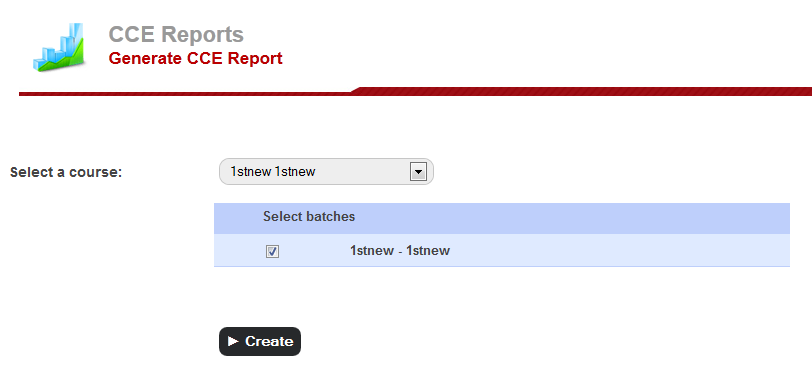 CCE Reports
Generate CCE Report
Select a course:
1stnew 1stnew
Select batches
1stnew - 1stnew
Create